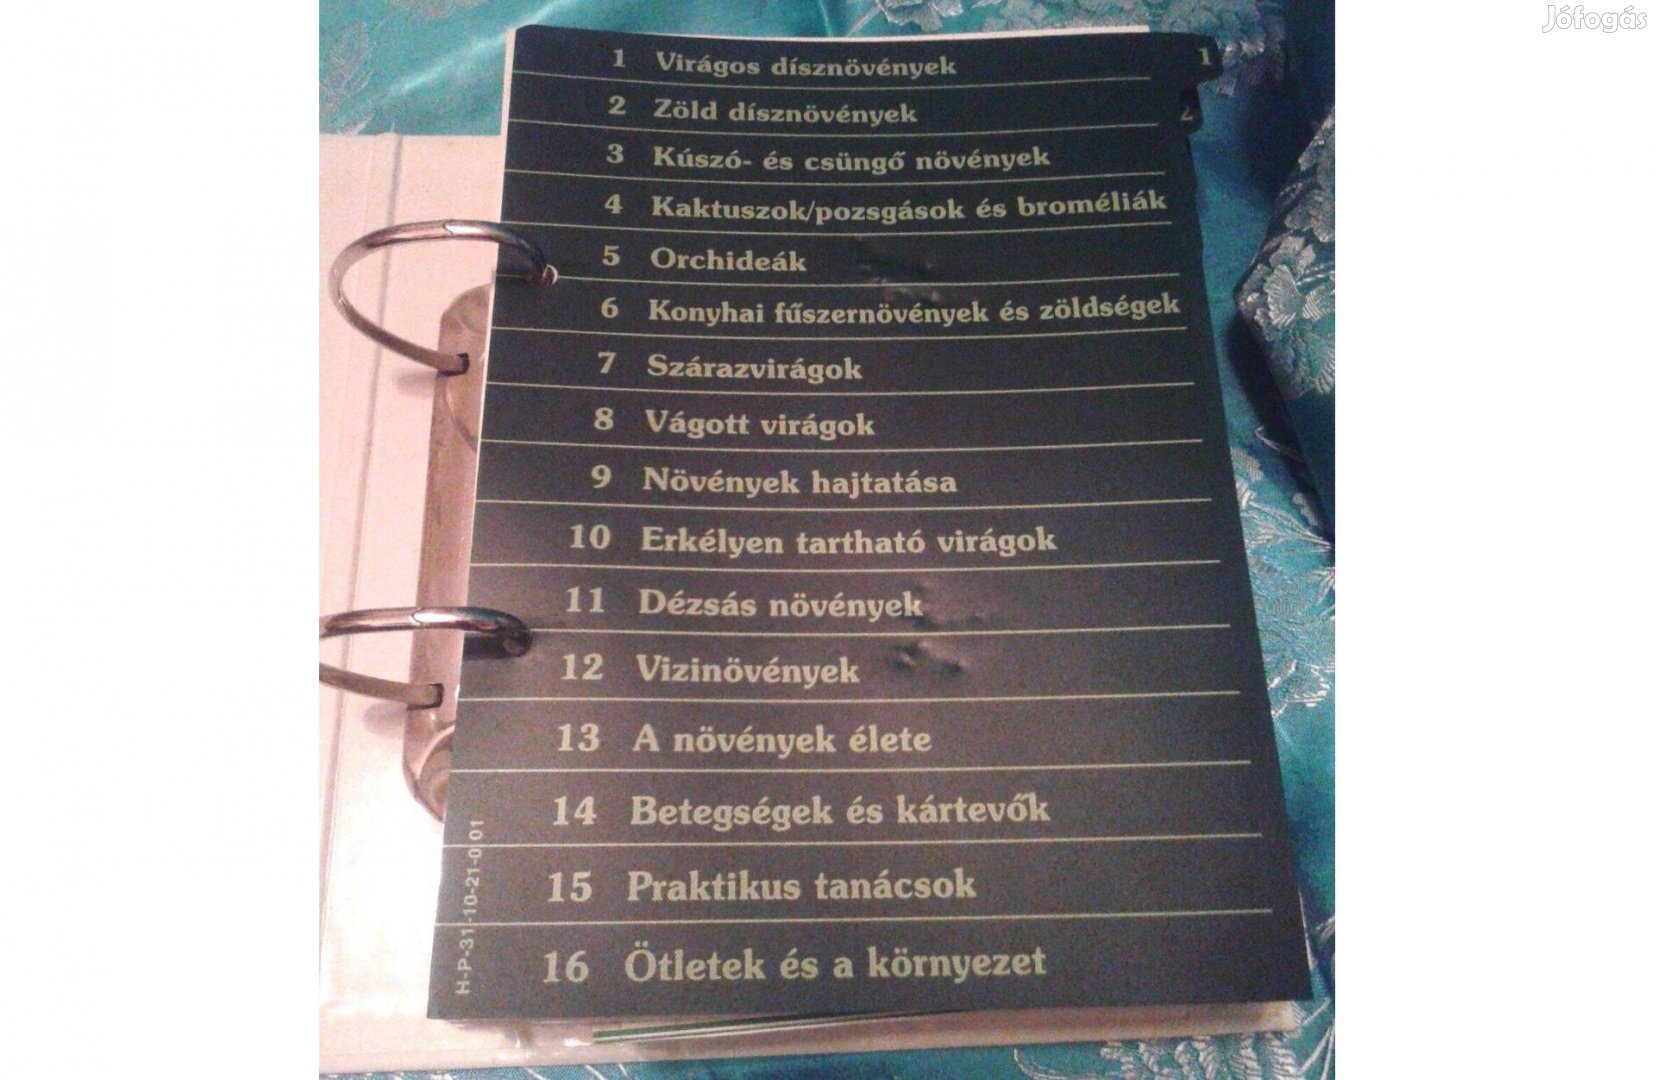 Jófogás
1 Virágos dísznövények 1
2 Zöld dísznövények 2
3 Kúszó- és csüngő növények
4 Kaktuszok/pozsgások és broméliák
5 Orchideák
6 Konyhai fűszernövények és zöldségek
7 Szárazvirágok
8 Vágott virágok
9 Növények hajtatása
10 Erkélyen tartható virágok
11 Dézsás növények
12 Vizinövények
13 A növények élete
14 Betegségek és kártevők
15 Praktikus tanácsok
16 Ötletek és a környezet
H-P-31-10-21-0101